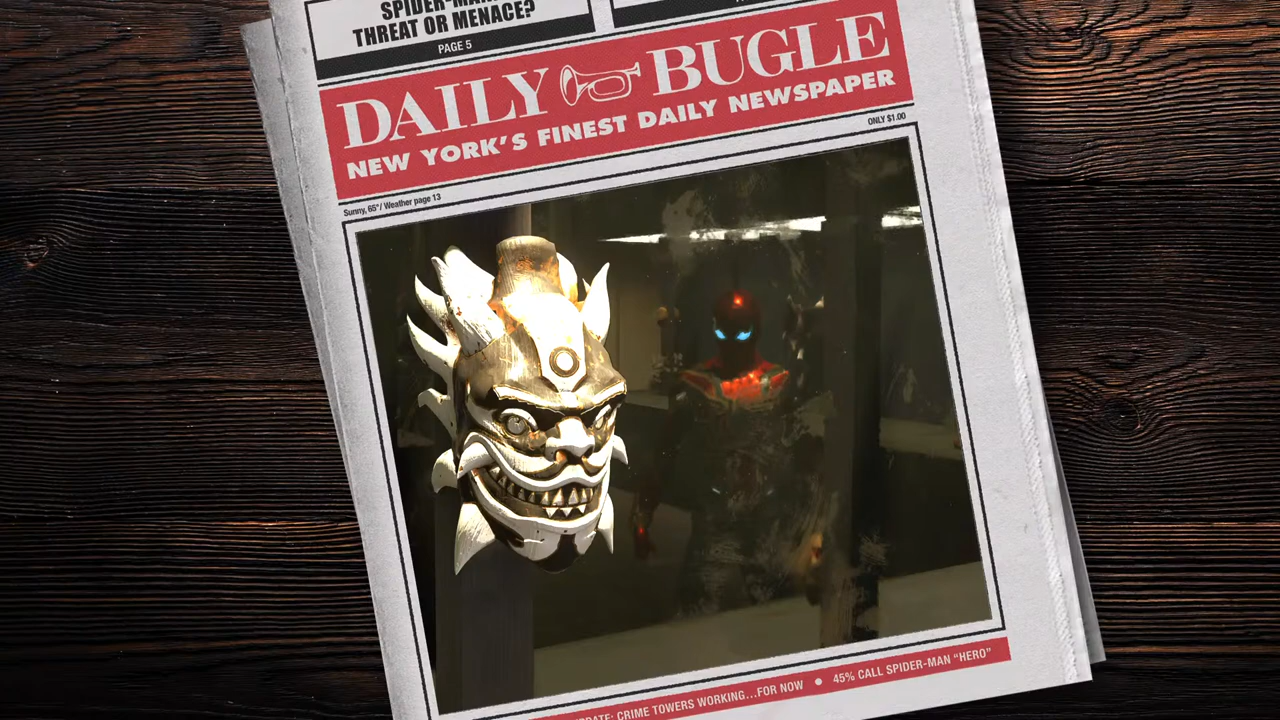 THREAT OR MENACE?
PAGE 5
DAILY BUGLE
NEW YORK'S FINEST DAILY NEWSPAPER
ONLY $1.00
Sunny, 65°/ Weather page 13
CRIME TOWERS WORKING...FOR NOW • 45% CALL SPIDER-MAN “HERO”